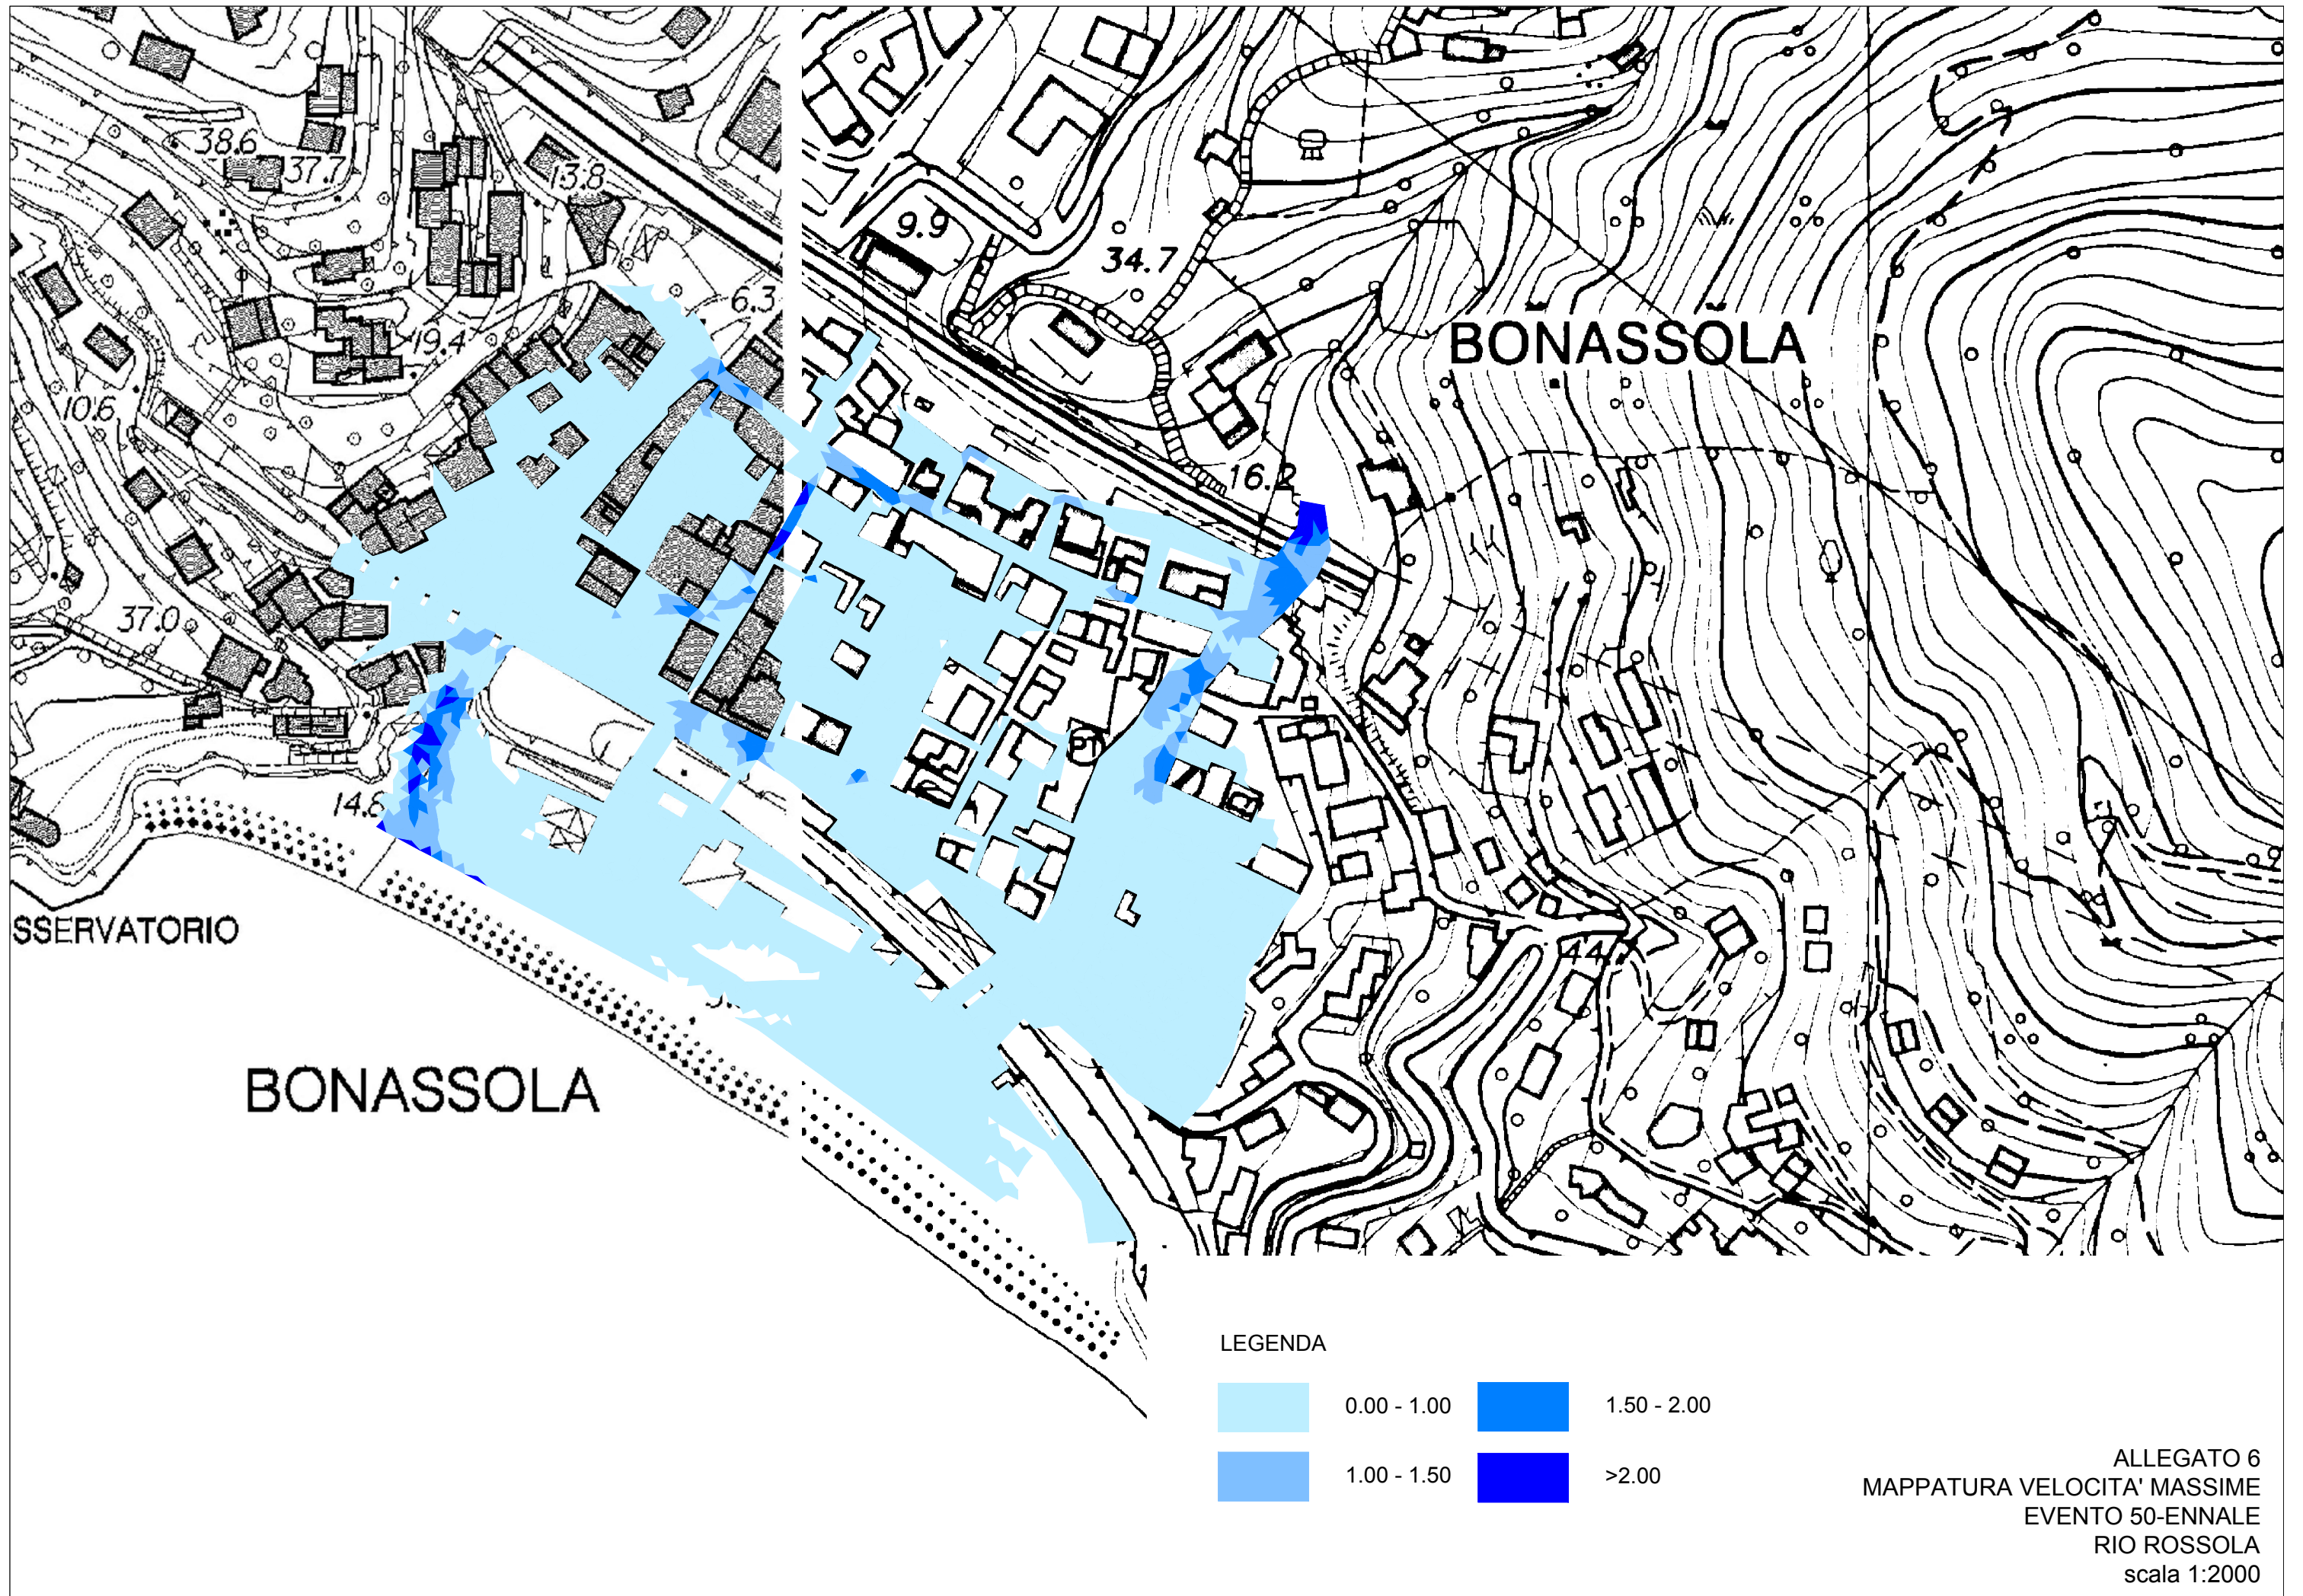 38.6
37.7
13.8
9.9
34.7
6.3
19.4
BONASSOLA
10.6
16.2
37.0
PT
14.8
SSERVATORIO
44
BONASSOLA
LEGENDA
0.00 - 1.00
1.50 - 2.00
1.00 - 1.50
>2.00
ALLEGATO 6
MAPPATURA VELOCITA' MASSIME
EVENTO 50-ENNALE
RIO ROSSOLA
scala 1:2000